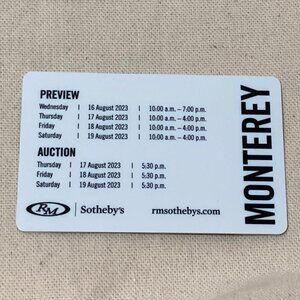 PREVIEW
Wednesday | 16 August 2023 | 10:00 a.m. – 7:00 p.m.
Thursday | 17 August 2023 | 10:00 a.m. – 4:00 p.m.
Friday | 18 August 2023 | 10:00 a.m. – 4:00 p.m.
Saturday | 19 August 2023 | 10:00 a.m. – 4:00 p.m.
AUCTION
Thursday | 17 August 2023 | 5:30 p.m.
Friday | 18 August 2023 | 5:30 p.m.
Saturday | 19 August 2023 | 5:30 p.m.
RM | Sotheby's rmsothebys.com
MONTEREY